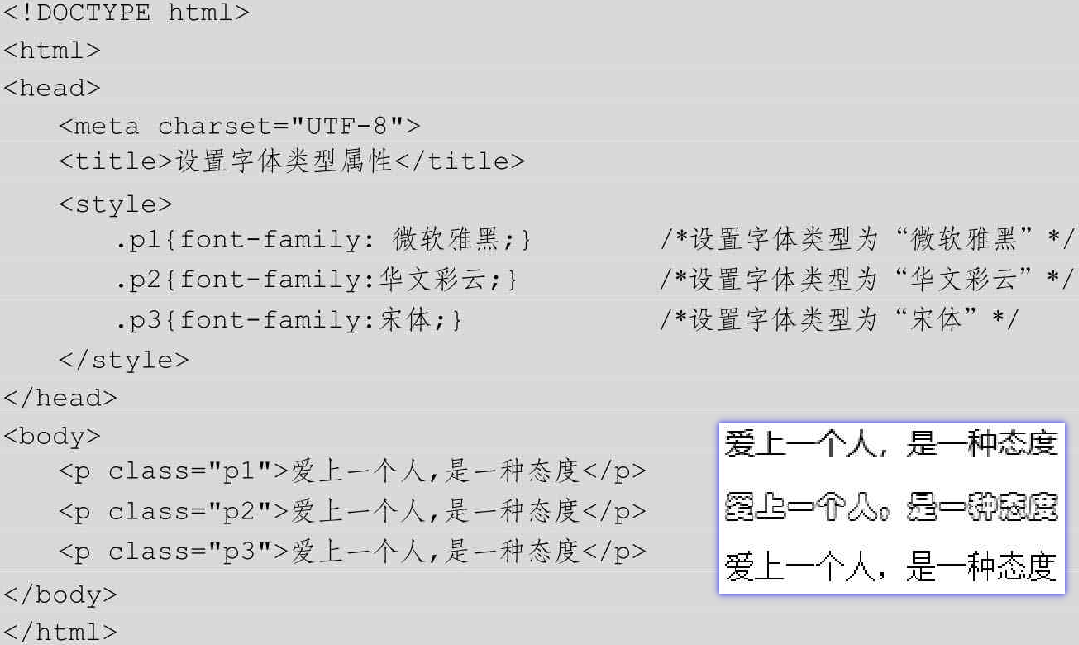 <!DOCTYPE html>
<html>
<head>
<meta charset="UTF-8">
<title>设置字体类型属性</title>
<style>
.p1{font-family: 微软雅黑;} /*设置字体类型为“微软雅黑”*/
.p2{font-family:华文彩云;} /*设置字体类型为“华文彩云”*/
.p3{font-family:宋体;} /*设置字体类型为“宋体”*/
</style>
</head>
<body>
<p class="p1">爱上一个人,是一种态度</p>
<p class="p2">爱上一个人,是一种态度</p>
<p class="p3">爱上一个人,是一种态度</p>
</body>
</html>
爱上一个人，是一种态度
爱上一个人，是一种态度
爱上一个人，是一种态度